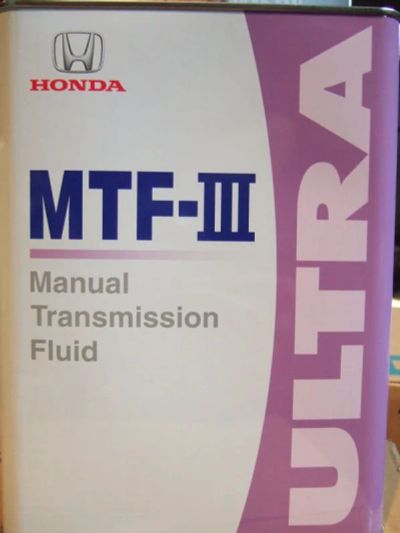 HONDA
MTF-III
Manual
Transmission
Fluid
ULTRA